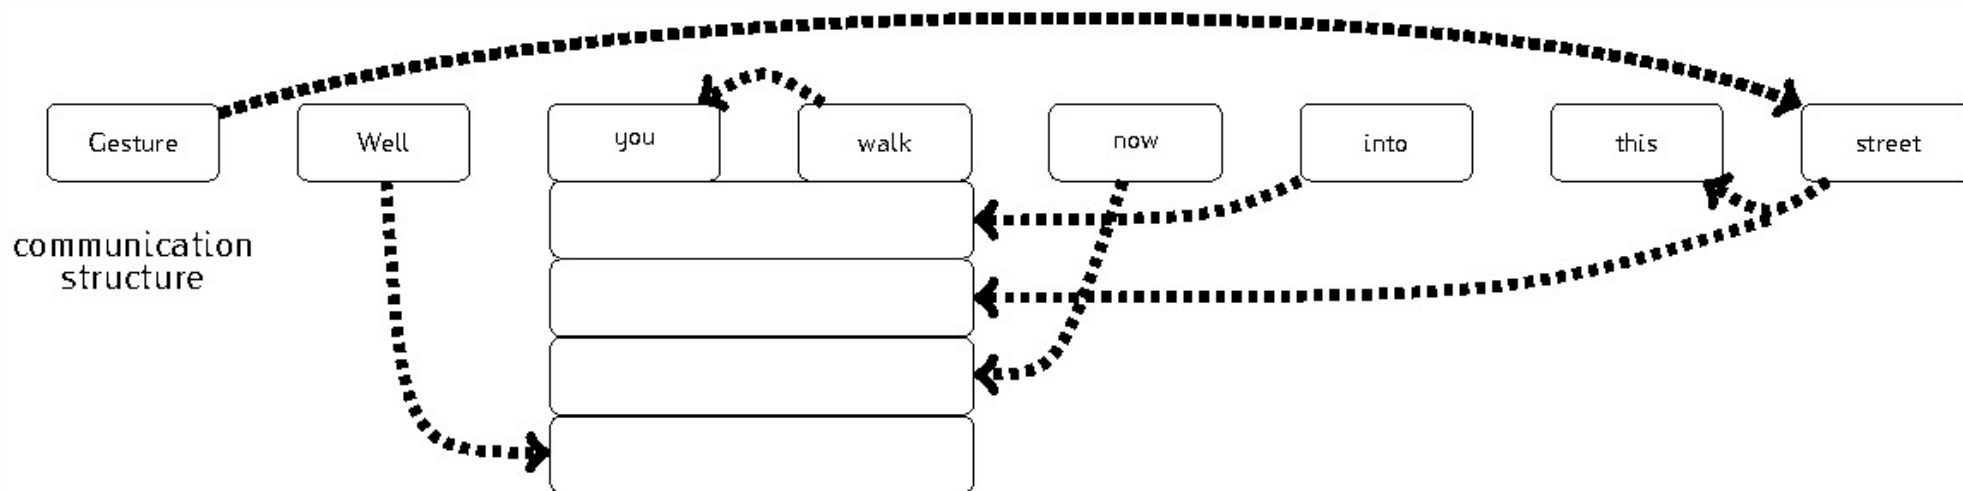 Gesture
Well
you
walk
now
into
this
street
communication
structure